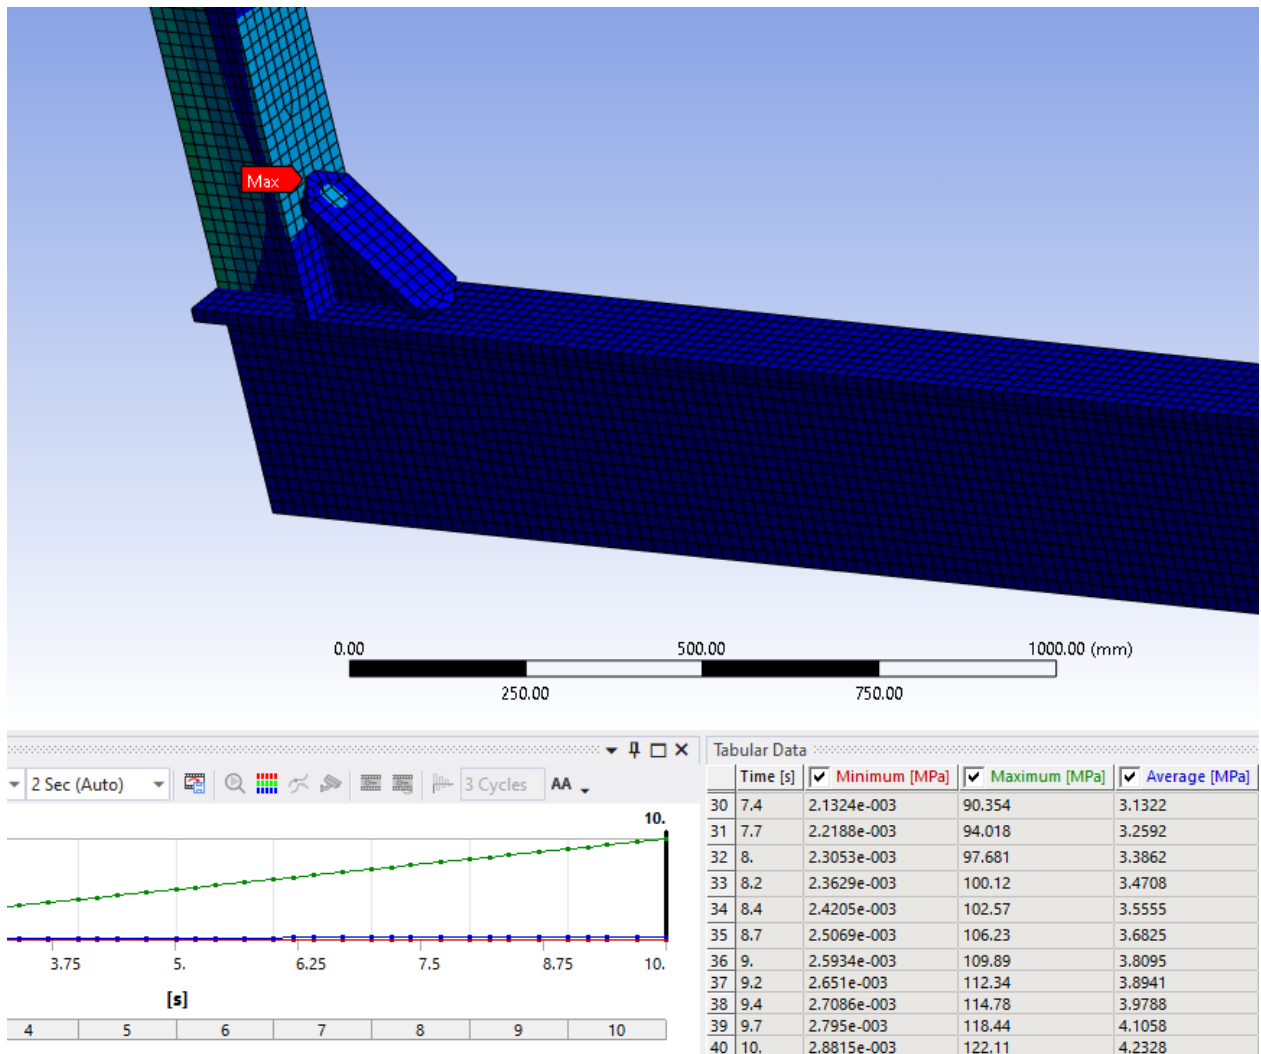 Max
0.00 500.00 1000.00 (mm)
250.00 750.00
2 Sec (Auto) 3 Cycles AA
10.
3.75 5. 6.25 7.5 8.75 10.
[s]
4 5 6 7 8 9 10
Tabular Data
Time [s] Minimum [MPa] Maximum [MPa] Average [MPa]
30 7.4 2.1324e-003 90.354 3.1322
31 7.7 2.2188e-003 94.018 3.2592
32 8. 2.3053e-003 97.681 3.3862
33 8.2 2.3629e-003 100.12 3.4708
34 8.4 2.4205e-003 102.57 3.5555
35 8.7 2.5069e-003 106.23 3.6825
36 9. 2.5934e-003 109.89 3.8095
37 9.2 2.651e-003 112.34 3.8941
38 9.4 2.7086e-003 114.78 3.9788
39 9.7 2.795e-003 118.44 4.1058
40 10. 2.8815e-003 122.11 4.2328